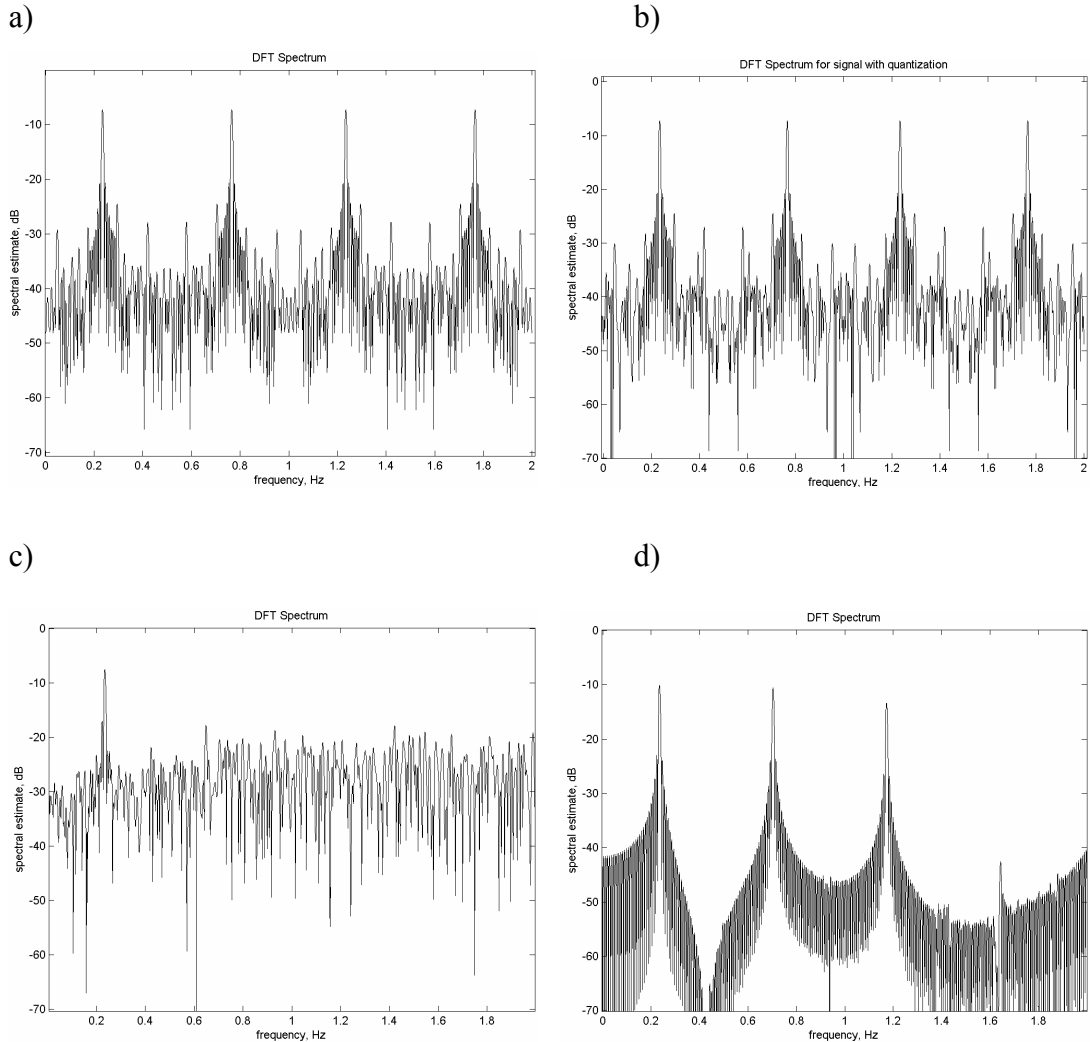 a)
DFT Spectrum
-10
-20
-30
-40
-50
-60
-70
spectral estimate, dB
0 0.2 0.4 0.6 0.8 1 1.2 1.4 1.6 1.8 2
frequency, Hz
b)
DFT Spectrum for signal with quantization
0
-10
-20
-30
-40
-50
-60
-70
spectral estimate, dB
0 0.2 0.4 0.6 0.8 1 1.2 1.4 1.6 1.8 2
frequency, Hz
c)
DFT Spectrum
0
-10
-20
-30
-40
-50
-60
-70
spectral estimate, dB
0.2 0.4 0.6 0.8 1 1.2 1.4 1.6 1.8
frequency, Hz
d)
DFT Spectrum
0
-10
-20
-30
-40
-50
-60
-70
spectral estimate, dB
0 0.2 0.4 0.6 0.8 1 1.2 1.4 1.6 1.8
frequency, Hz